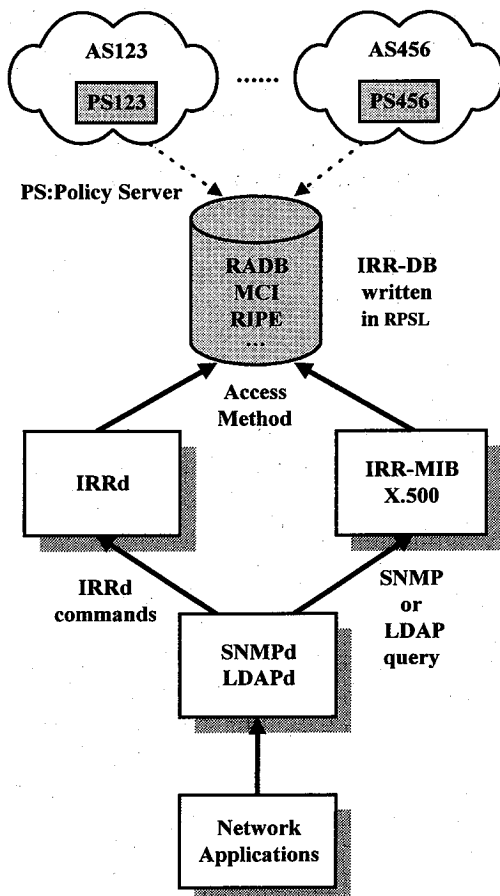 AS123
PS123
......
AS456
PS456
PS:Policy Server
RADB
MCI
RIPE
...
IRR-DB
written
in RPSL
Access
Method
IRRd
IRR-MIB
X.500
IRRd
commands
SNMP
or
LDAP
query
SNMPd
LDAPd
Network
Applications